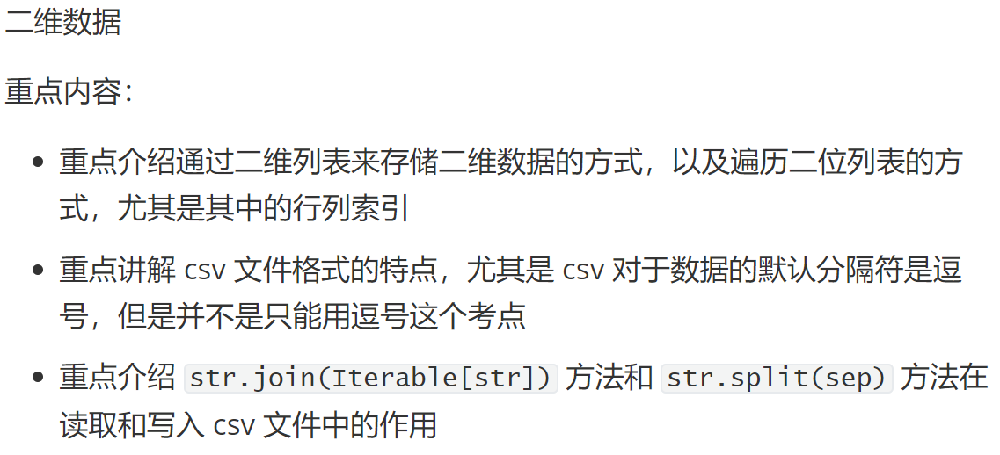 二维数据
重点内容：
• 重点介绍通过二维列表来存储二维数据的方式，以及遍历二位列表的方
式，尤其是其中的行列索引
• 重点讲解 csv 文件格式的特点，尤其是 csv 对于数据的默认分隔符是逗
号，但是并不是只能用逗号这个考点
• 重点介绍 str.join(Iterable[str]) 方法和 str.split(sep) 方法在
读取和写入 csv 文件中的作用